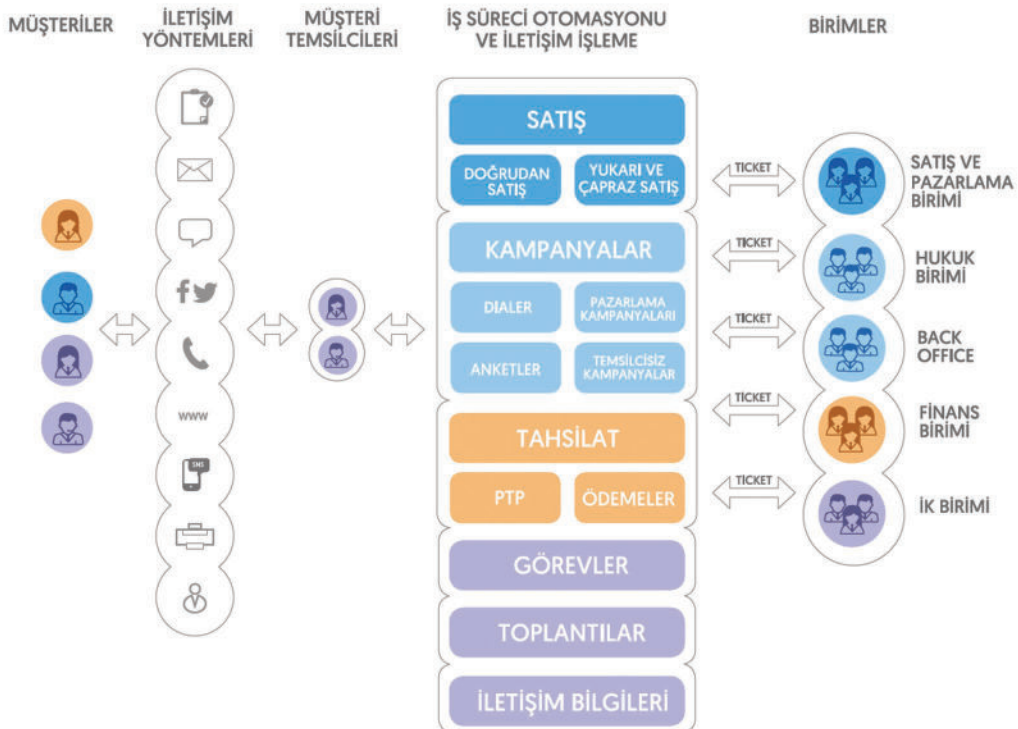 MÜŞTERİLER
İLETİŞİM
YÖNTEMLERİ
MÜŞTERİ
TEMSİLCİLERİ
İŞ SÜRECİ OTOMASYONU
VE İLETİŞİM İŞLEME
BİRİMLER
WWW
SMS
SATIŞ
DOĞRUDAN
SATIŞ
YUKARI VE
ÇAPRAZ SATIŞ
KAMPANYALAR
DIALER
PAZARLAMA
KAMPANYALARI
ANKETLER
TEMSİLCİSİZ
KAMPANYALAR
TAHSİLAT
PTP
ÖDEMELER
GÖREVLER
TOPLANTILAR
İLETİŞİM BİLGİLERİ
TICKET
SATIŞ VE
PAZARLAMA
BİRİMİ
TICKET
HUKUK
BİRİMİ
TICKET
BACK
OFFICE
TICKET
FİNANS
BİRİMİ
TICKET
İK BİRİMİ